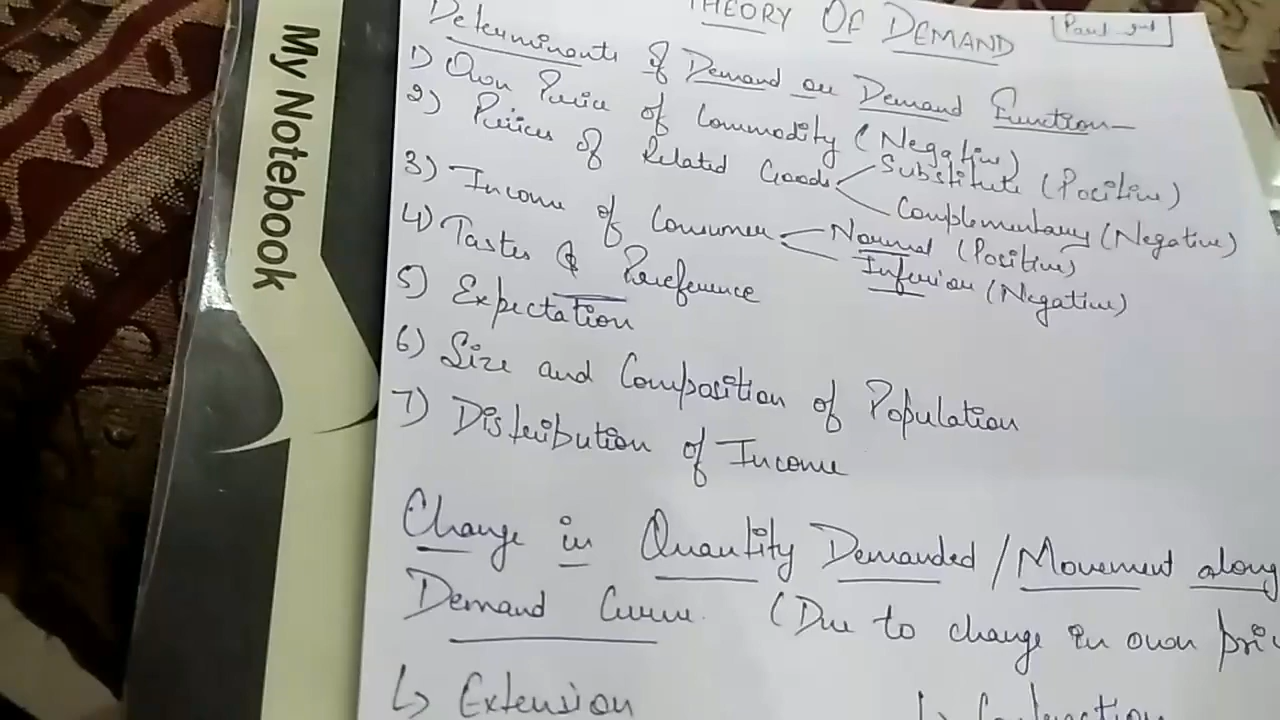 My Notebook
THEORY OF DEMAND
Determinants of Demand or Demand Function-
1) Own Price of Commodity (Negative)
2) Prices of Related Goods Substitute (Positive)
Complementary (Negative)
3) Income of Consumer Normal (Positive)
Inferior (Negative)
4) Tastes & Preference
5) Expectation
6) Size and Composition of Population
7) Distribution of Income
Change in Quantity Demanded / Movement along
Demand Curve. (Due to change in own pri
↳ Extension
↳ Contraction